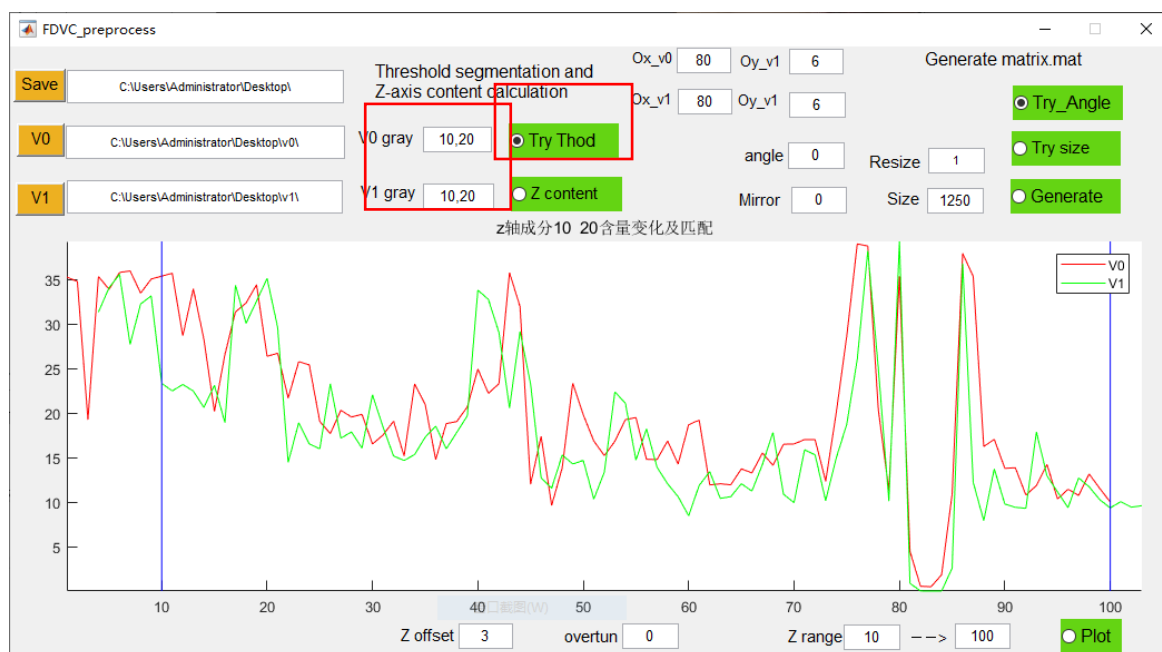 FDVC_preprocess
Save C:\Users\Administrator\Desktop\
V0 C:\Users\Administrator\Desktop\v0\
V1 C:\Users\Administrator\Desktop\v1\
Threshold segmentation and
Z-axis content calculation
V0 gray 10,20 Try Thod
V1 gray 10,20 Z content
Ox_v0 80 Oy_v1 6
Ox_v1 80 Oy_v1 6
angle 0
Mirror 0
Generate matrix.mat
Try_Angle
Resize 1 Try size
Size 1250 Generate
z轴成分10 20含量变化及匹配
V0
V1
35
30
25
20
15
10
5
10 20 30 40 50 60 70 80 90 100
截图(W)
Z offset 3 overtun 0 Z range 10 --> 100 Plot